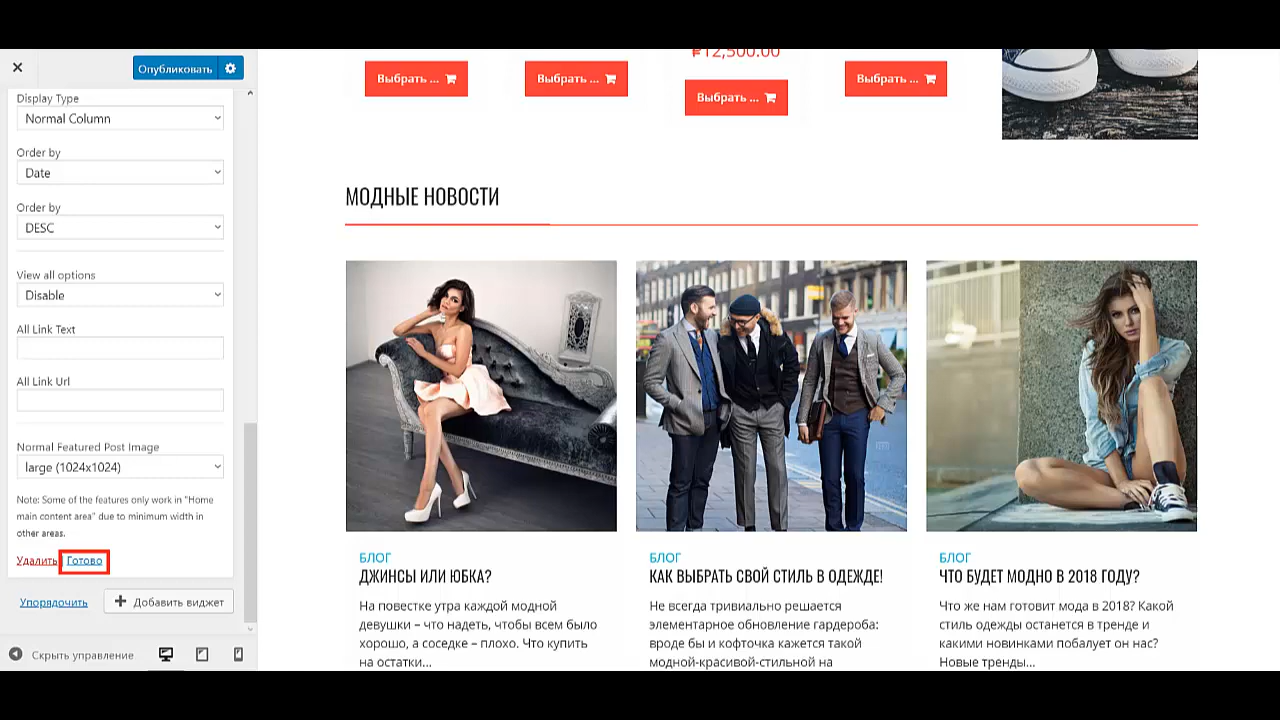 Опубликовать
Display Type
Normal Column
Order by
Date
Order by
DESC
View all options
Disable
All Link Text
All Link Url
Normal Featured Post Image
large (1024x1024)
Note: Some of the features only work in "Home
main content area" due to minimum width in
other areas.
Удалить Готово
Упорядочить
Добавить виджет
Скрыть управление
₽12,500.00
Выбрать ...
Выбрать ...
Выбрать ...
Выбрать ...
МОДНЫЕ НОВОСТИ
БЛОГ
ДЖИНСЫ ИЛИ ЮБКА?
На повестке утра каждой модной
девушки – что надеть, чтобы всем было
хорошо, а соседке – плохо. Что купить
на остатки...
БЛОГ
КАК ВЫБРАТЬ СВОЙ СТИЛЬ В ОДЕЖДЕ!
Не всегда тривиально решается
элементарное обновление гардероба:
вроде бы и кофточка кажется такой
модной-красивой-стильной на
БЛОГ
ЧТО БУДЕТ МОДНО В 2018 ГОДУ?
Что же нам готовит мода в 2018? Какой
стиль одежды останется в тренде и
какими новинками побалует он нас?
Новые тренды...